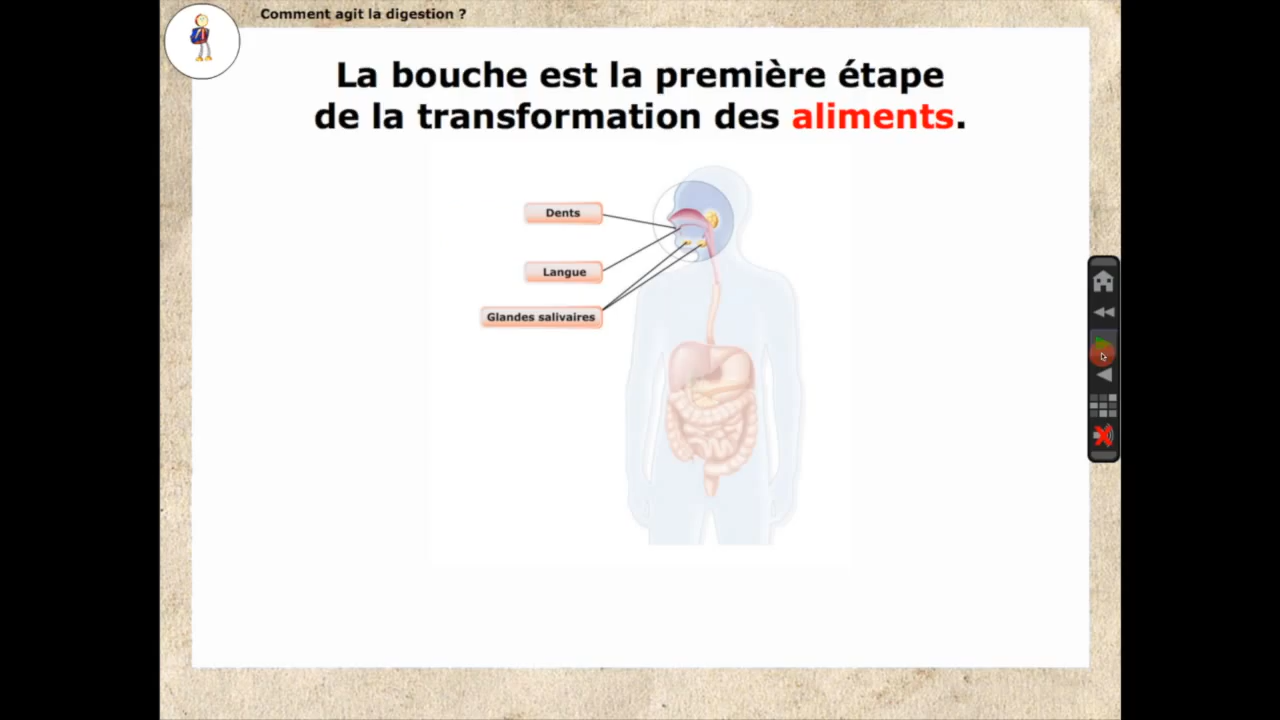 Comment agit la digestion ?
La bouche est la première étape
de la transformation des aliments.
Dents
Langue
Glandes salivaires